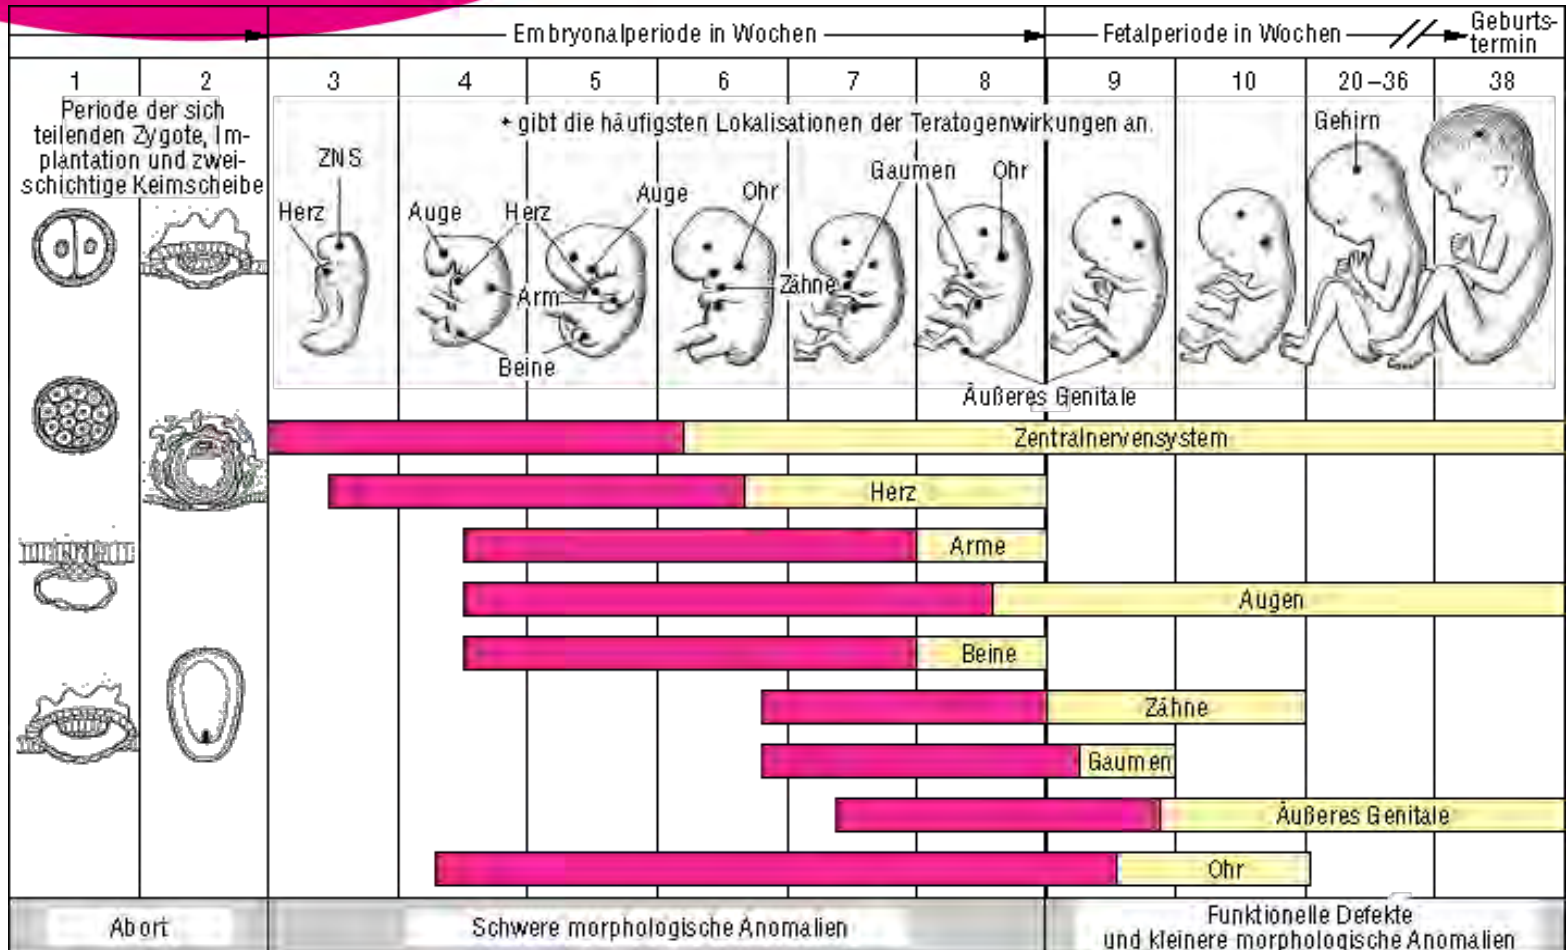 Embryonalperiode in Wochen
Fetalperiode in Wochen
Geburts-
termin
1
2
3
4
5
6
7
8
9
10
20–36
38
Periode der sich
teilenden Zygote, Im-
plantation und zwei-
schichtige Keimscheibe
• gibt die häufigsten Lokalisationen der Teratogenwirkungen an.
ZNS
Herz
Auge
Herz
Auge
Ohr
Gaumen
Ohr
Gehirn
Arm
Zähne
Beine
Äußeres Genitale
Zentralnervensystem
Herz
Arme
Augen
Beine
Zähne
Gaumen
Äußeres Genitale
Ohr
Abort
Schwere morphologische Anomalien
Funktionelle Defekte
und kleinere morphologische Anomalien